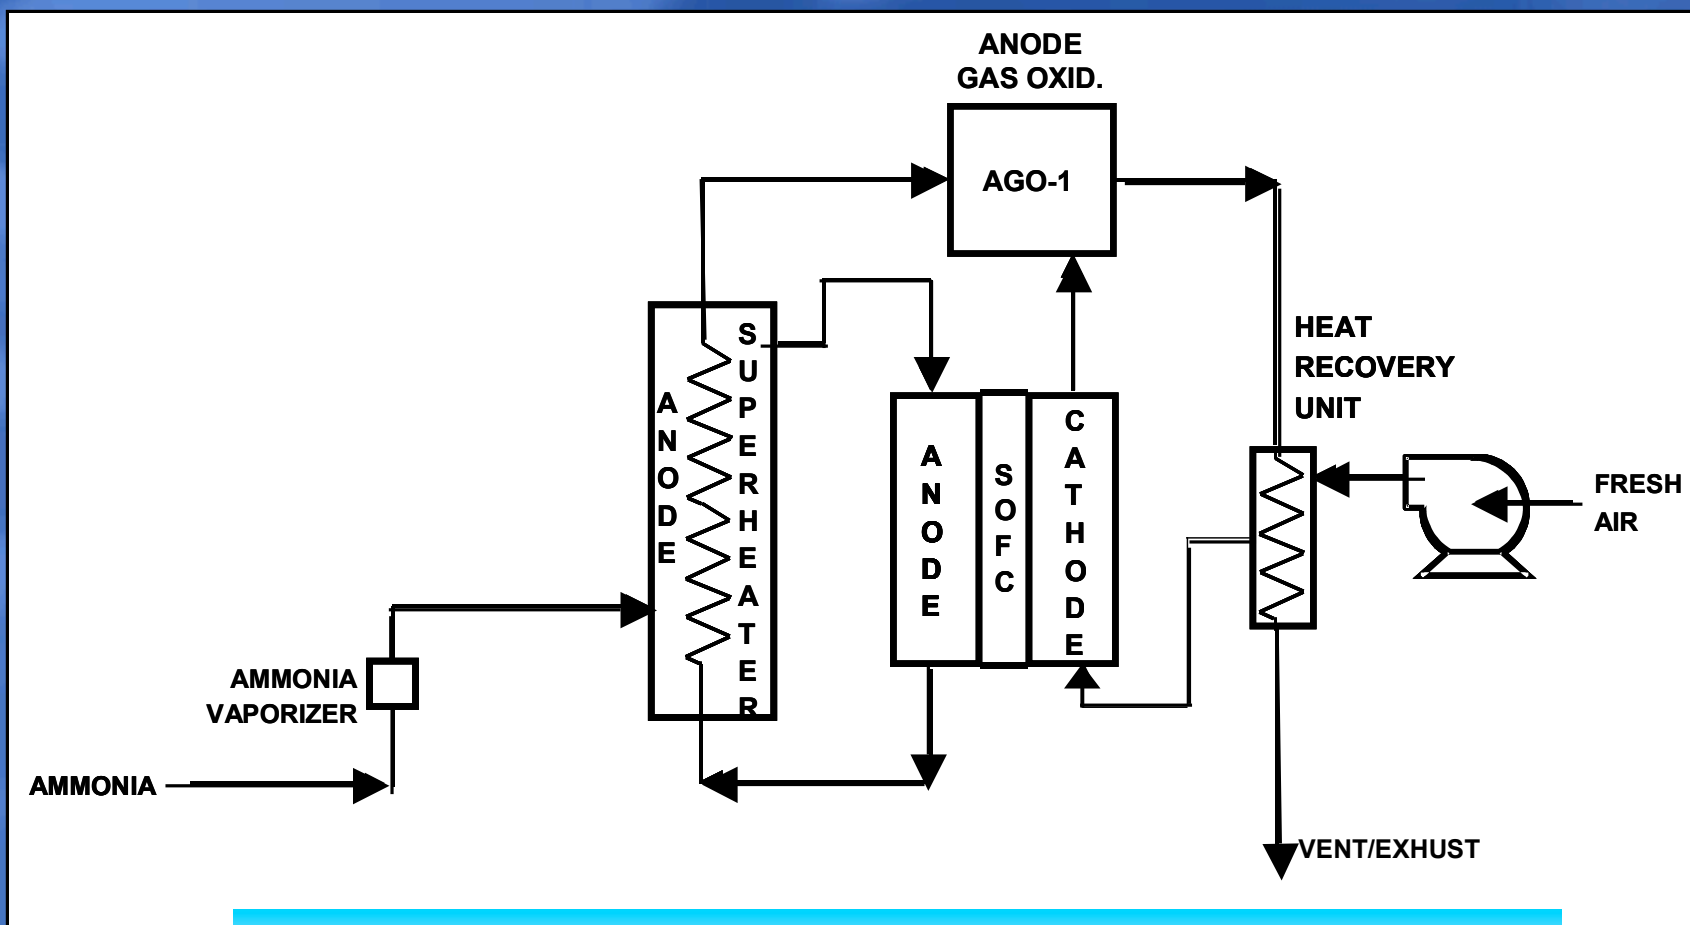 ANODE
GAS OXID.
AGO-1
SUPERHEATER
ANODE
HEAT
RECOVERY
UNIT
ANODE
SOFC
CATHODE
FRESH
AIR
AMMONIA
VAPORIZER
AMMONIA
VENT/EXHUST